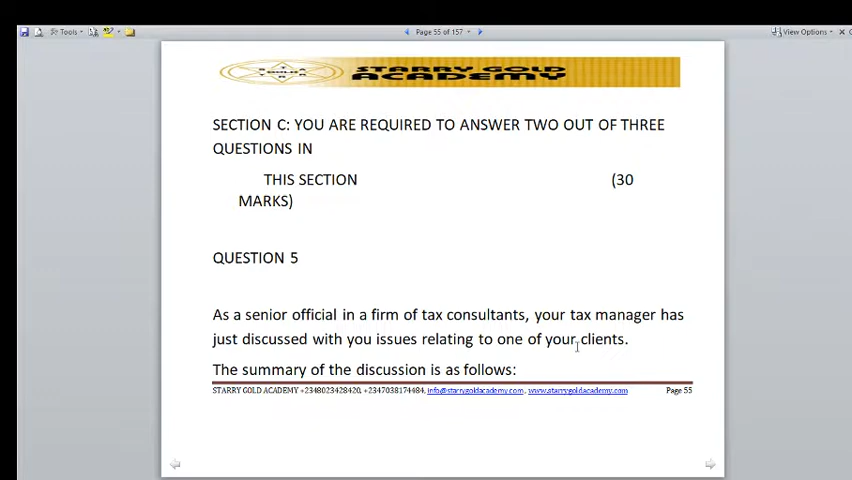 Tools
Page 55 of 157
View Options
STARRY GOLD
ACADEMY
SECTION C: YOU ARE REQUIRED TO ANSWER TWO OUT OF THREE
QUESTIONS IN
THIS SECTION (30
MARKS)
QUESTION 5
As a senior official in a firm of tax consultants, your tax manager has
just discussed with you issues relating to one of your clients.
The summary of the discussion is as follows:
STARRY GOLD ACADEMY +2348023428420, +2347038174484, info@starrygoldacademy.com, www.starrygoldacademy.com Page 55